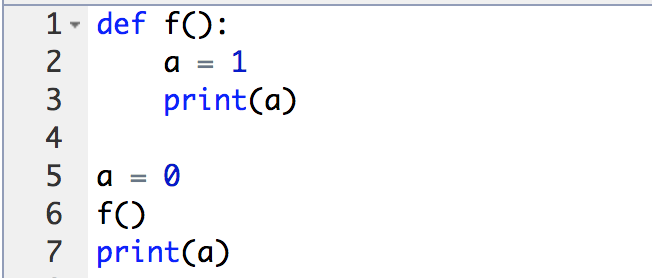 1 def f():
2     a = 1
3     print(a)
4
5 a = 0
6 f()
7 print(a)